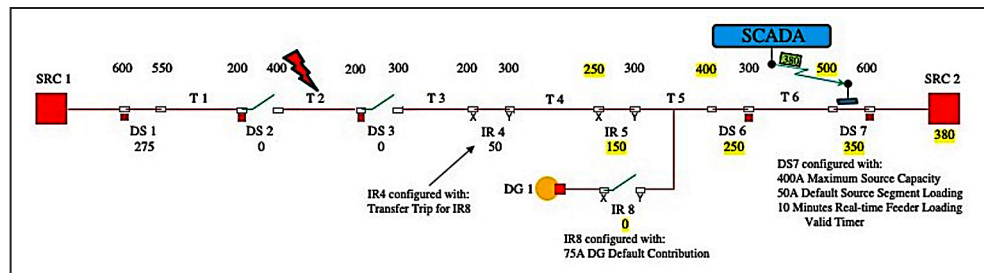 SCADA
380
SRC 1
600 550 200 400 200 300 200 300 250 300 400 300 500 600
SRC 2
T 1 T 2 T 3 T 4 T 5 T 6
DS 1 DS 2 DS 3 IR 4 IR 5 DS 6 DS 7
275 0 0 50 150 250 350 380
X Y X Y
IR4 configured with:
Transfer Trip for IR8
DG 1
X Y
IR 8
0
IR8 configured with:
75A DG Default Contribution
DS7 configured with:
400A Maximum Source Capacity
50A Default Source Segment Loading
10 Minutes Real-time Feeder Loading
Valid Timer